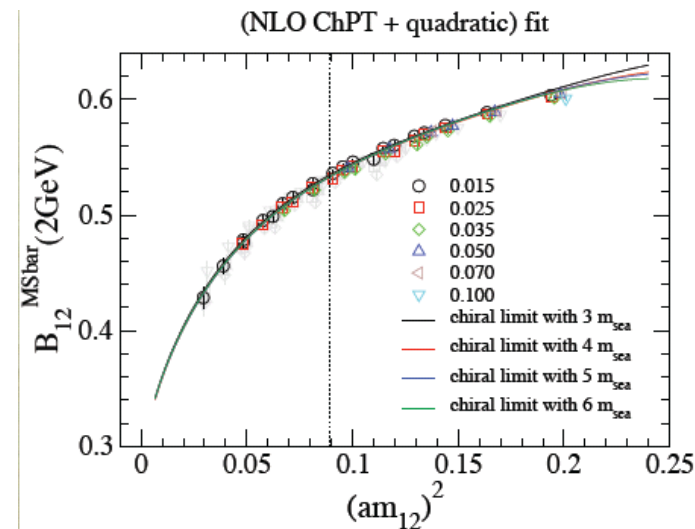 (NLO ChPT + quadratic) fit
B12^MSbar(2GeV)
0.6
0.5
0.4
0.3
0.015
0.025
0.035
0.050
0.070
0.100
chiral limit with 3 m_sea
chiral limit with 4 m_sea
chiral limit with 5 m_sea
chiral limit with 6 m_sea
0
0.05
0.1
0.15
0.2
0.25
(am12)^2